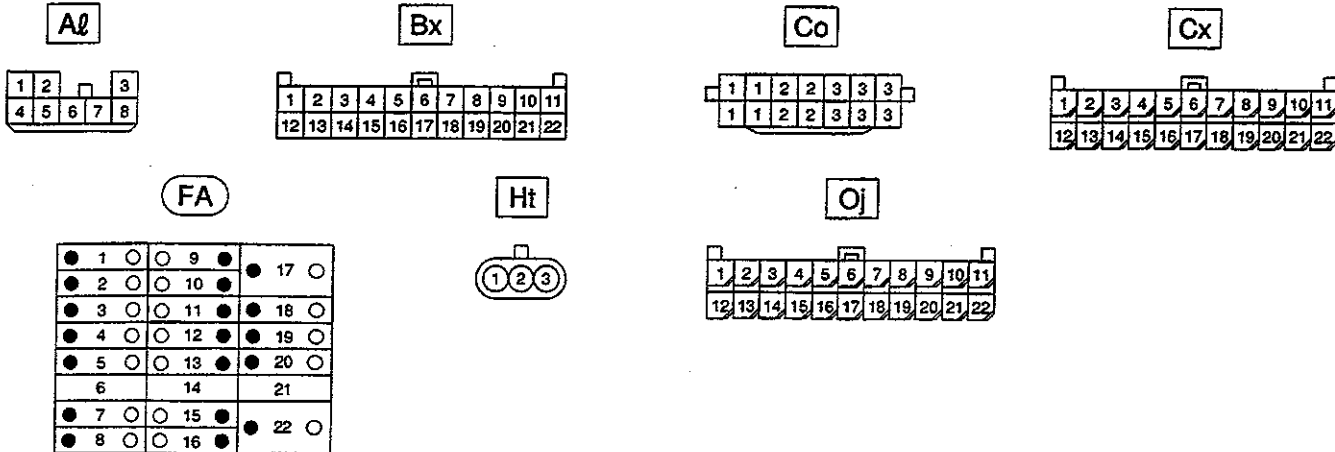 Aℓ Bx Co Cx
1 2 3 1 2 3 4 5 6 7 8 9 10 11 1 1 2 2 3 3 3 1 2 3 4 5 6 7 8 9 10 11
4 5 6 7 8 12 13 14 15 16 17 18 19 20 21 22 1 1 2 2 3 3 3 12 13 14 15 16 17 18 19 20 21 22
FA Ht Oj
1 9 17
2 10
3 11 18
4 12 19
5 13 20
6 14 21
7 15 22
8 16
1 2 3
1 2 3 4 5 6 7 8 9 10 11
12 13 14 15 16 17 18 19 20 21 22